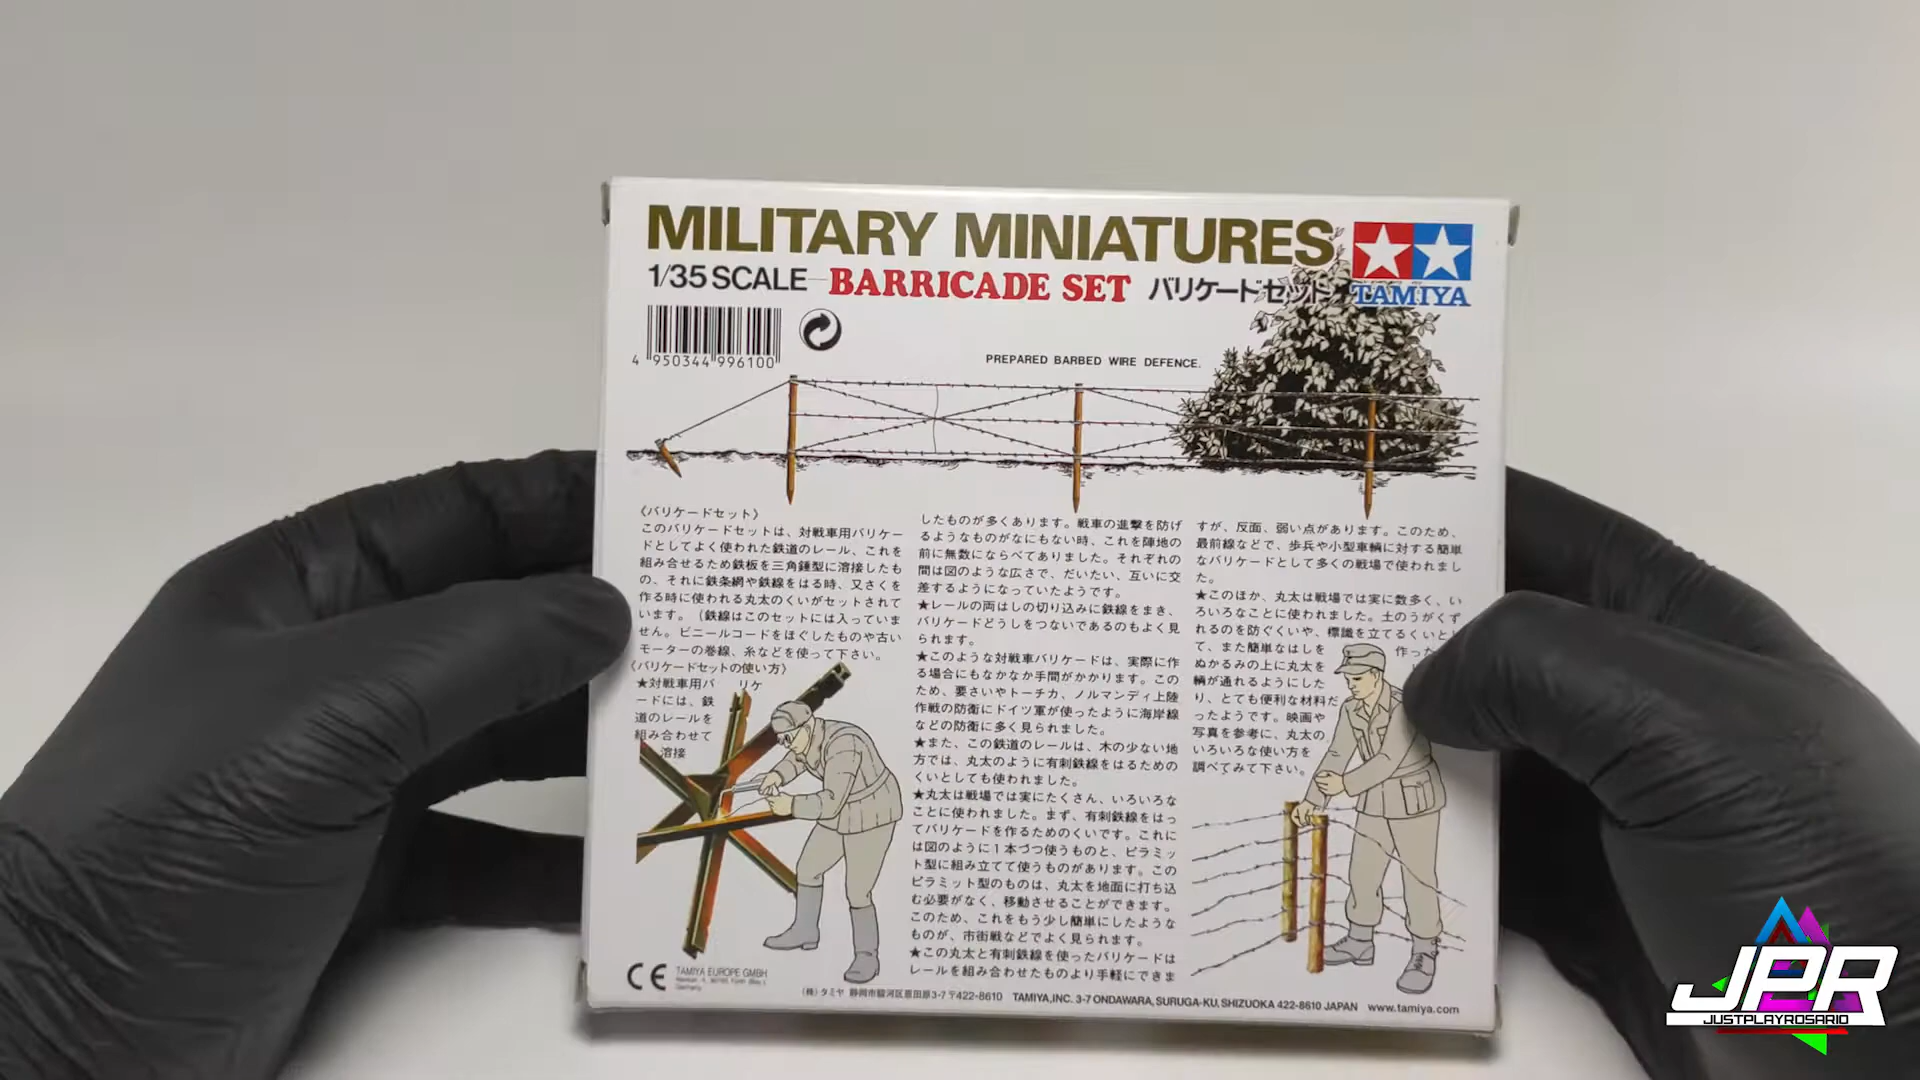 MILITARY MINIATURES
1/35 SCALE BARRICADE SET バリケードセット TAMIYA
4 950344 996100
PREPARED BARBED WIRE DEFENCE.
《バリケードセット》
このバリケードセットは、対戦車用バリケー
ドとしてよく使われた鉄道のレール、これを
組み合せるため鉄板を三角錘型に溶接したも
の、それに鉄条網や鉄線をはる時、又さくを
作る時に使われる丸太のくいがセットされて
います。(鉄線はこのセットには入っていま
せん。ビニールコードをほぐしたものや古い
モーターの巻線、糸などを使って下さい。
《バリケードセットの使い方》
★対戦車用バリケ
ードには、鉄
道のレールを
組み合わせて
溶接
したものが多くあります。戦車の進撃を防げ
るようなものがなにもない時、これを陣地の
前に無数にならべてありました。それぞれの
間は図のような広さで、だいたい、互いに交
差するようになっていたようです。
★レールの両はしの切り込みに鉄線をまき、
バリケードどうしをつないであるのもよく見
られます。
★このような対戦車バリケードは、実際に作
る場合にもなかなか手間がかかります。この
ため、要さいやトーチカ、ノルマンディ上陸
作戦の防衛にドイツ軍が使ったように海岸線
などの防衛に多く見られました。
★また、この鉄道のレールは、木の少ない地
方では、丸太のように有刺鉄線をはるための
くいとしても使われました。
★丸太は戦場では実にたくさん、いろいろな
ことに使われました。まず、有刺鉄線をはっ
てバリケードを作るためのくいです。これに
は図のように1本づつ使うものと、ピラミッ
ト型に組み立てて使うものがあります。この
ピラミット型のものは、丸太を地面に打ち込
む必要がなく、移動させることができます。
このため、これをもう少し簡単にしたような
ものが、市街戦などでよく見られます。
★この丸太と有刺鉄線を使ったバリケードは
レールを組み合わせたものより手軽にできま
すが、反面、弱い点があります。このため、
最前線などで、歩兵や小型車輌に対する簡単
なバリケードとして多くの戦場で使われまし
た。
★このほか、丸太は戦場では実に数多く、い
ろいろなことに使われました。土のうがくず
れるのを防ぐくいや、標識を立てるくいとし
て、また簡単なはしを 作った
ぬかるみの上に丸太を
輌が通れるようにした
り、とても便利な材料だ
ったようです。映画や
写真を参考に、丸太の
いろいろな使い方を
調べてみて下さい。
CE TAMIYA EUROPE GMBH
Germany
(株)タミヤ 静岡市駿河区恩田原3-7 〒422-8610 TAMIYA, INC. 3-7 ONDAWARA, SURUGA-KU, SHIZUOKA 422-8610 JAPAN www.tamiya.com
JPR
JUSTPLAYROSARIO